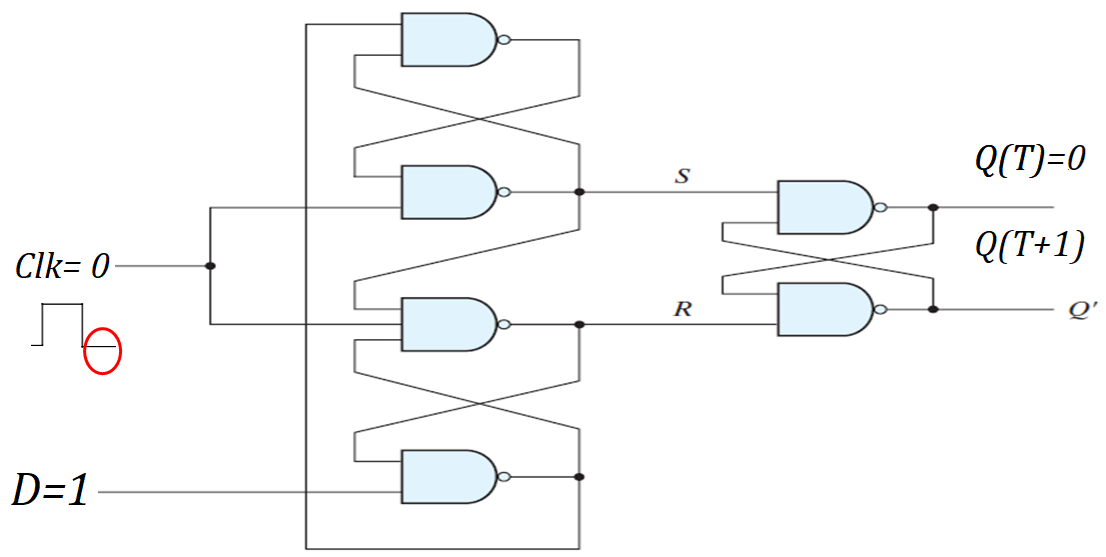 S
Q(T)=0
Q(T+1)
Clk= 0
R
Q'
D=1